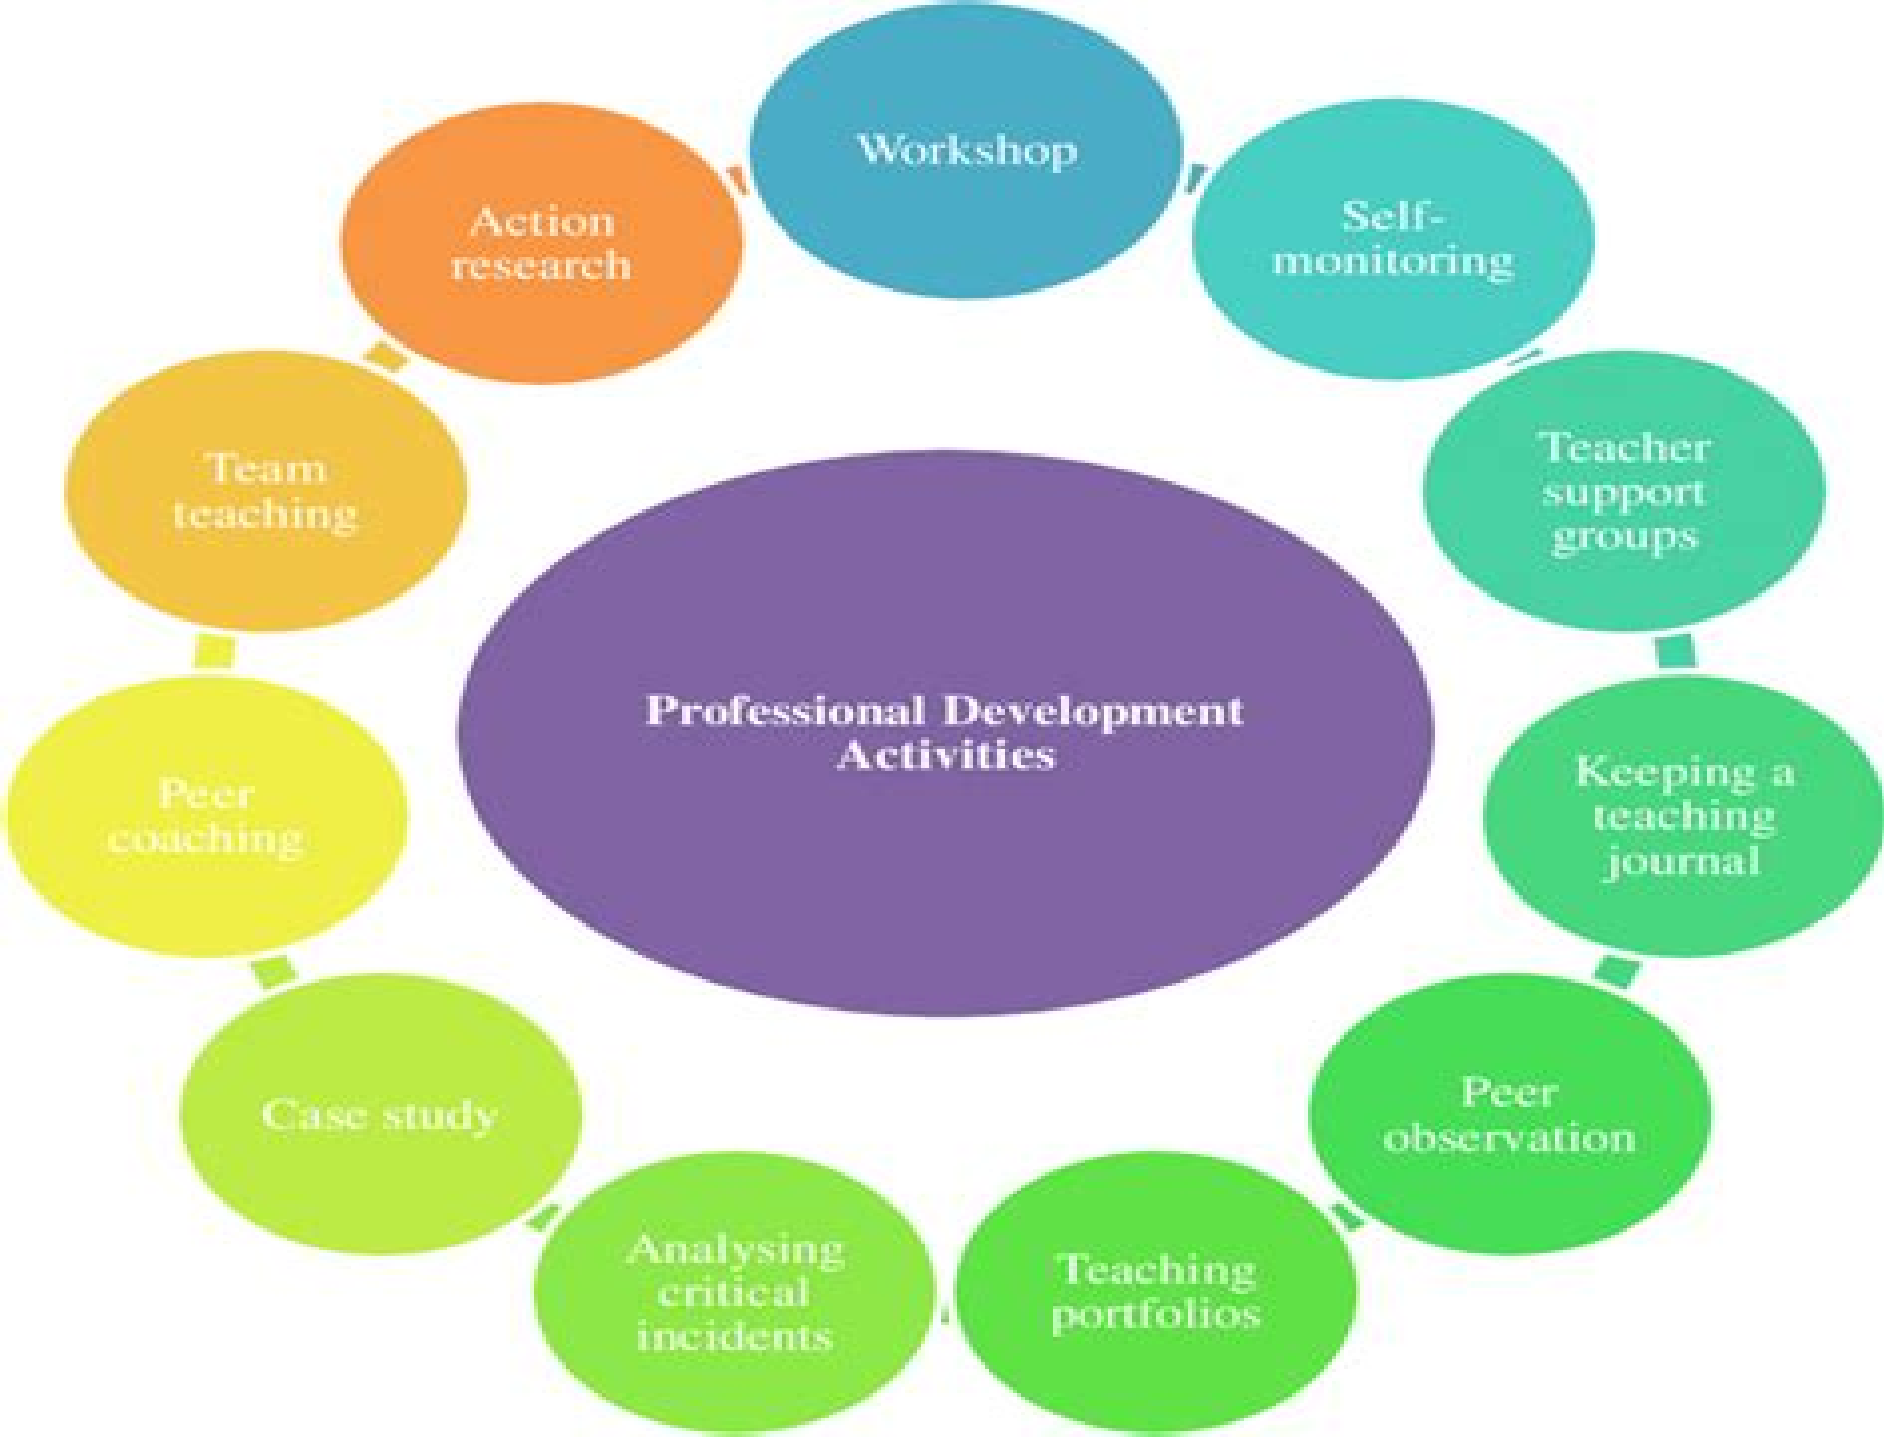 Workshop
Self-
monitoring
Teacher
support
groups
Keeping a
teaching
journal
Peer
observation
Teaching
portfolios
Analysing
critical
incidents
Case study
Peer
coaching
Team
teaching
Action
research
Professional Development
Activities